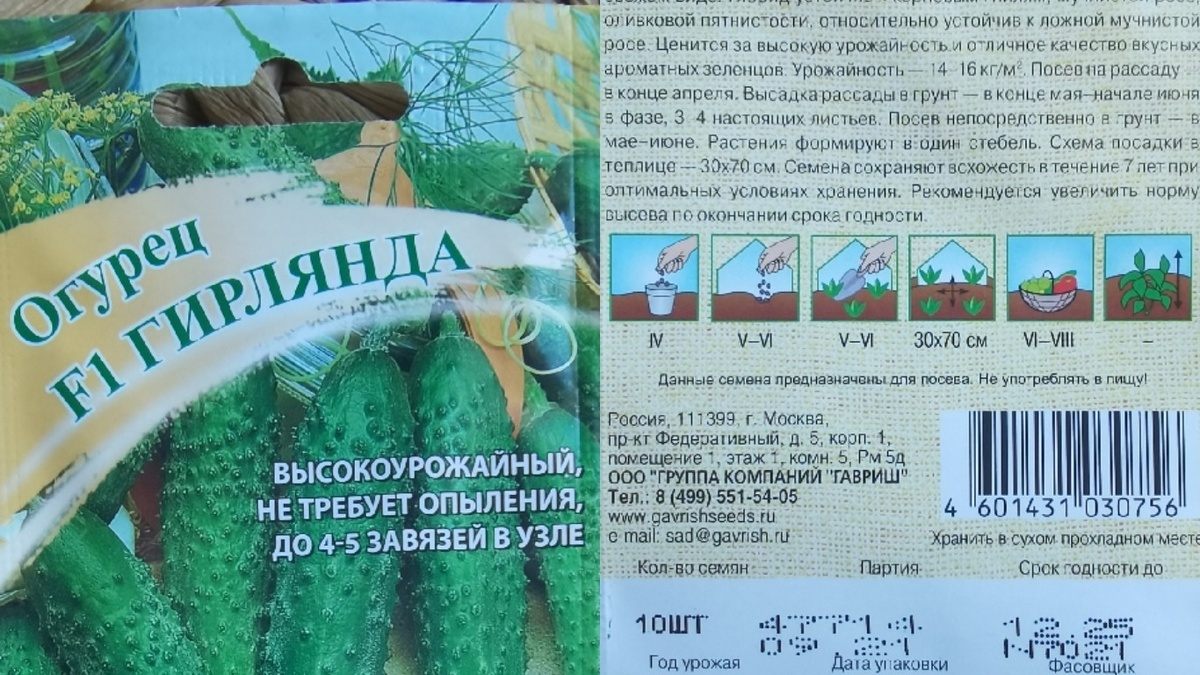 Огурец
F1 ГИРЛЯНДА
ВЫСОКОУРОЖАЙНЫЙ,
НЕ ТРЕБУЕТ ОПЫЛЕНИЯ,
ДО 4-5 ЗАВЯЗЕЙ В УЗЛЕ
оливковой пятнистости, относительно устойчив к ложной мучнистой
росе. Ценится за высокую урожайность и отличное качество вкусных
ароматных зеленцов. Урожайность — 14-16 кг/м². Посев на рассаду —
в конце апреля. Высадка рассады в грунт — в конце мая–начале июня
в фазе, 3-4 настоящих листьев. Посев непосредственно в грунт — в
мае–июне. Растения формируют в один стебель. Схема посадки в
теплице — 30х70 см. Семена сохраняют всхожесть в течение 7 лет при
оптимальных условиях хранения. Рекомендуется увеличить норму
высева по окончании срока годности.
IV V–VI V–VI 30х70 см VI–VIII –
Данные семена предназначены для посева. Не употреблять в пищу!
Россия, 111399, г. Москва,
пр-кт Федеративный, д. 5, корп. 1,
помещение 1, этаж 1, комн. 5, Рм 5д
ООО "ГРУППА КОМПАНИЙ "ГАВРИШ"
Тел.: 8 (499) 551-54-05
www.gavrishseeds.ru
e-mail: sad@gavrish.ru
4 601431 030756
Хранить в сухом прохладном месте
Кол-во семян Партия Срок годности до
10ШТ 47714 12.25
09.21
Год урожая Дата упаковки Фасовщик